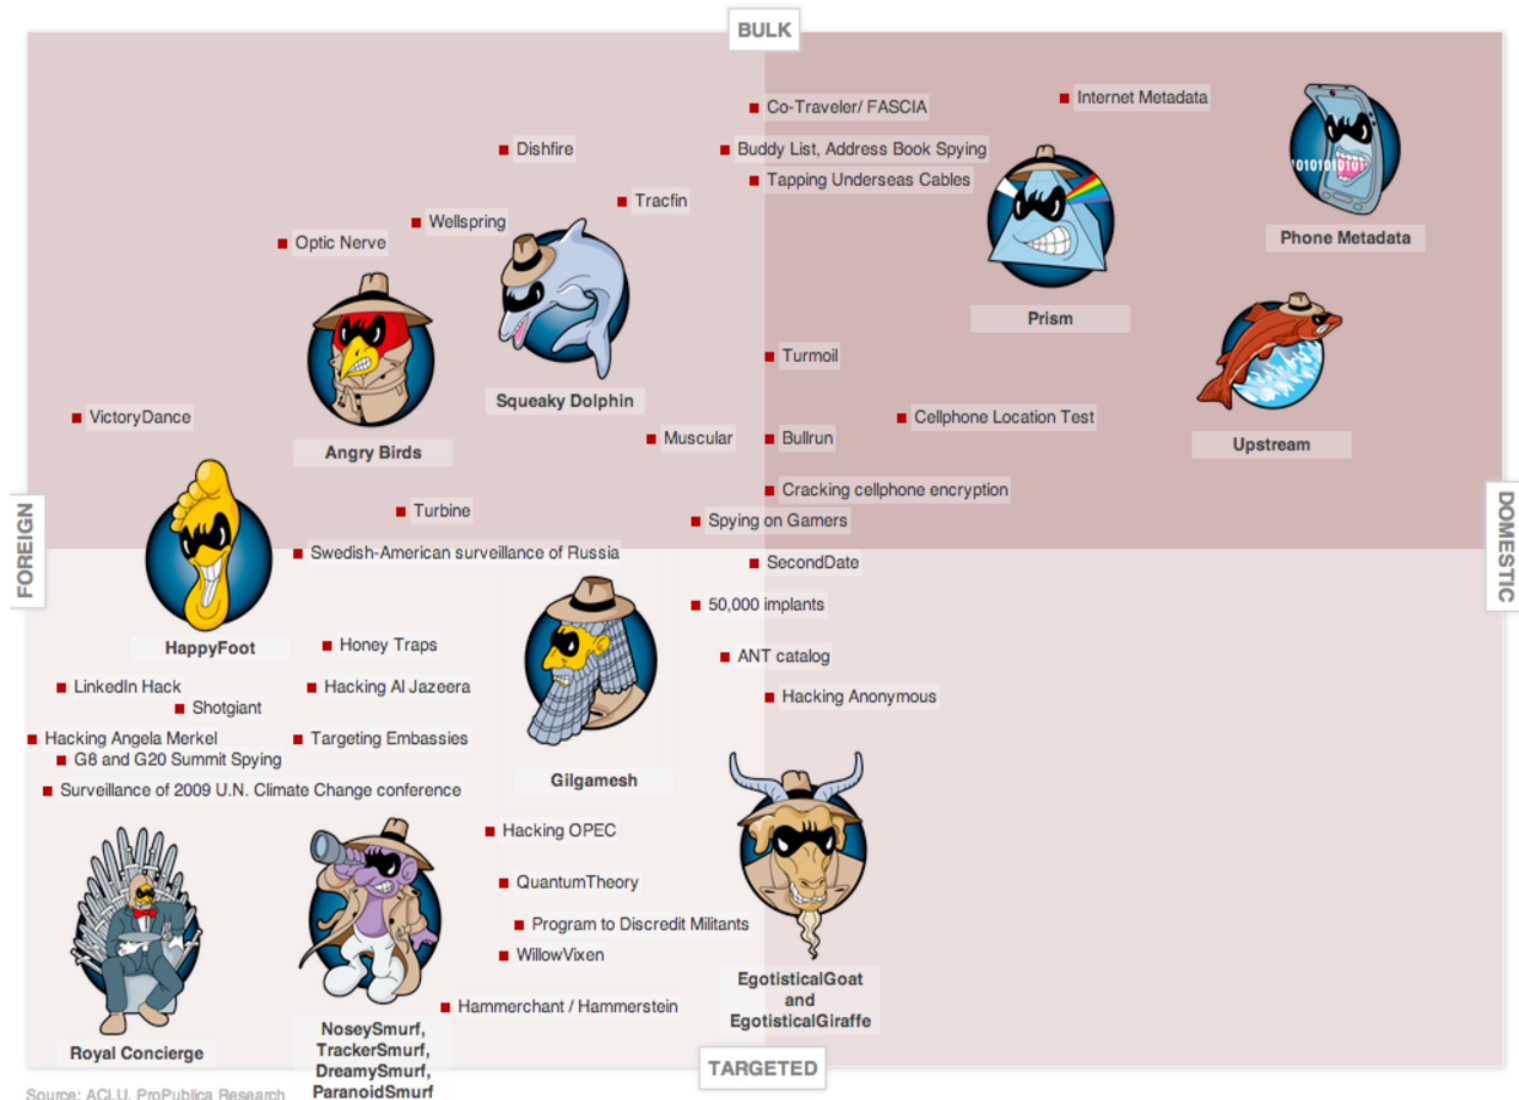 BULK
Co-Traveler/ FASCIA
Internet Metadata
Dishfire
Buddy List, Address Book Spying
0101010101
Tapping Underseas Cables
Tracfin
Wellspring
Optic Nerve
Phone Metadata
Prism
Turmoil
Squeaky Dolphin
VictoryDance
Cellphone Location Test
Muscular
Bullrun
Upstream
Angry Birds
Cracking cellphone encryption
Turbine
Spying on Gamers
FOREIGN
DOMESTIC
Swedish-American surveillance of Russia
SecondDate
50,000 implants
HappyFoot
Honey Traps
ANT catalog
LinkedIn Hack
Hacking Al Jazeera
Hacking Anonymous
Shotgiant
Hacking Angela Merkel
Targeting Embassies
G8 and G20 Summit Spying
Gilgamesh
Surveillance of 2009 U.N. Climate Change conference
Hacking OPEC
QuantumTheory
Program to Discredit Militants
WillowVixen
EgotisticalGoat
and
EgotisticalGiraffe
Hammerchant / Hammerstein
Royal Concierge
NoseySmurf,
TrackerSmurf,
DreamySmurf,
ParanoidSmurf
TARGETED
Source: ACLU, ProPublica Research